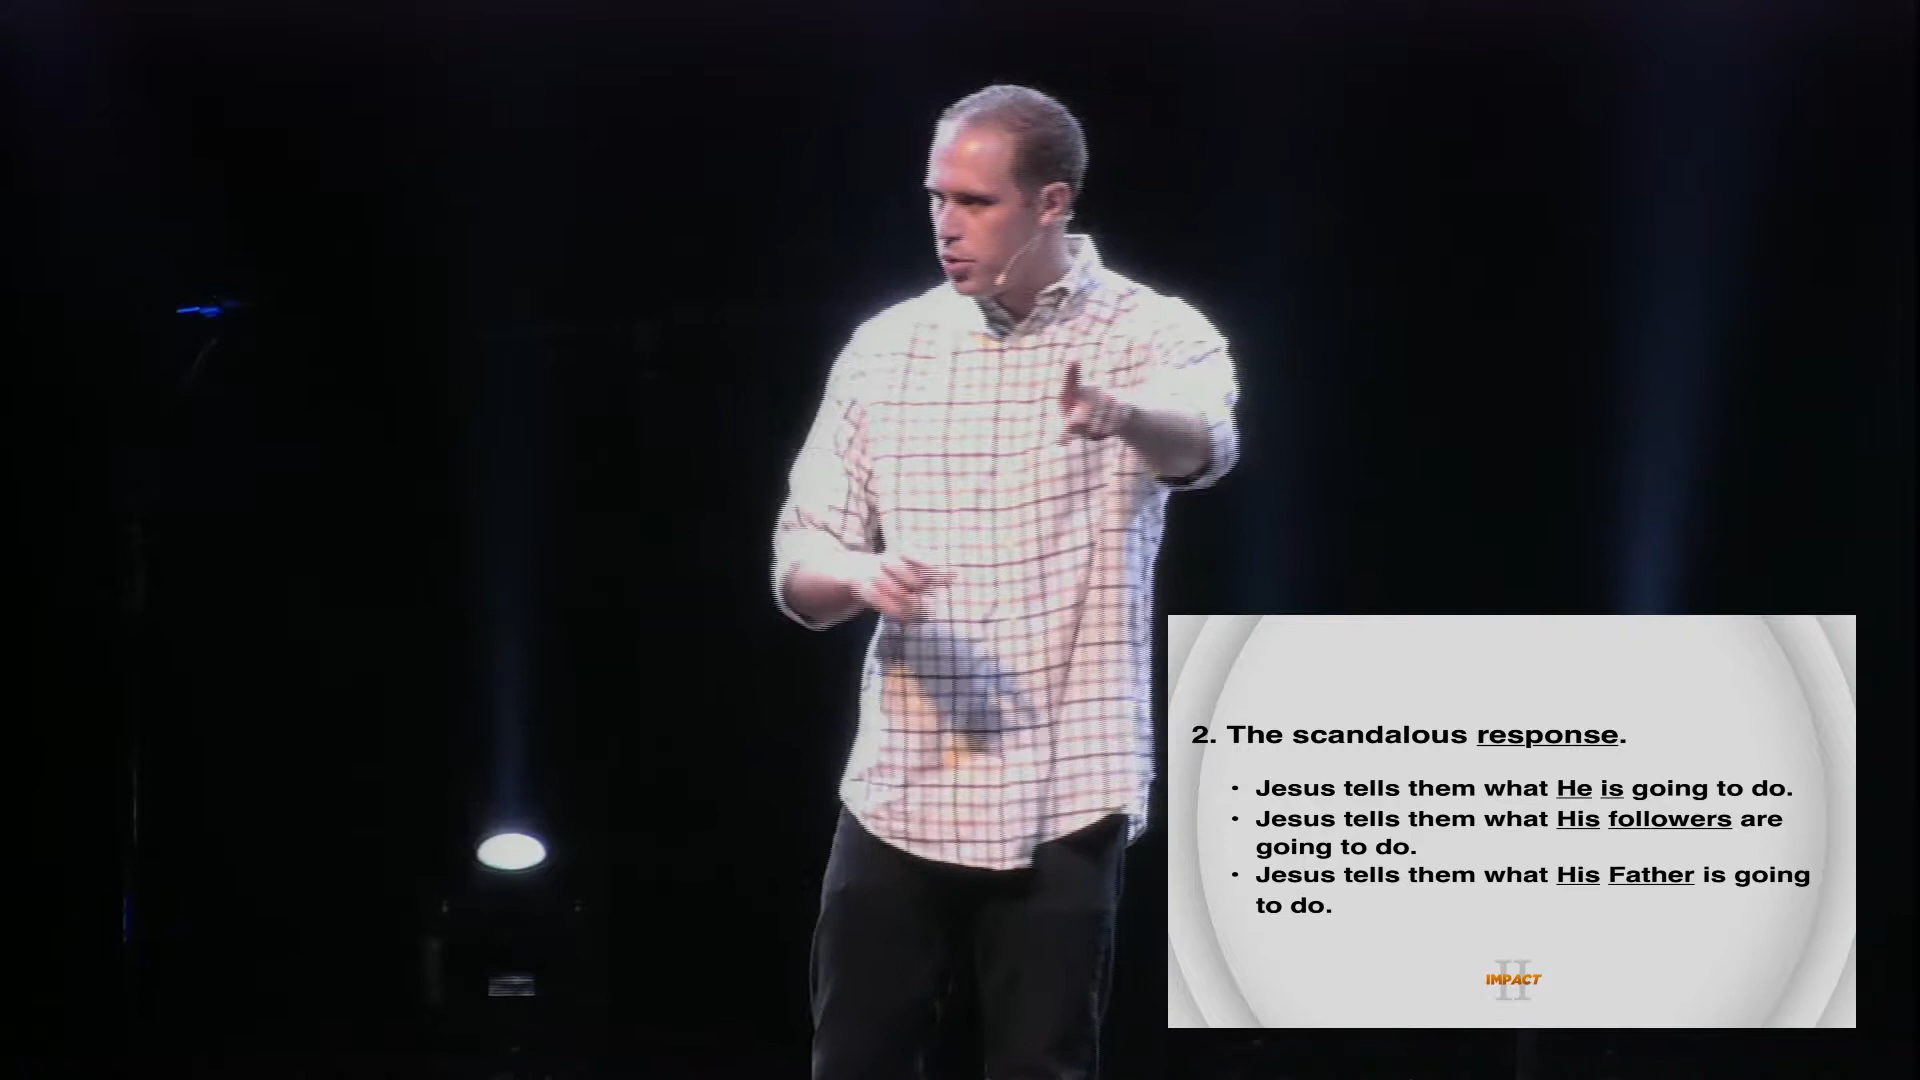 2. The scandalous response.
• Jesus tells them what He is going to do.
• Jesus tells them what His followers are
going to do.
• Jesus tells them what His Father is going
to do.
II
IMPACT